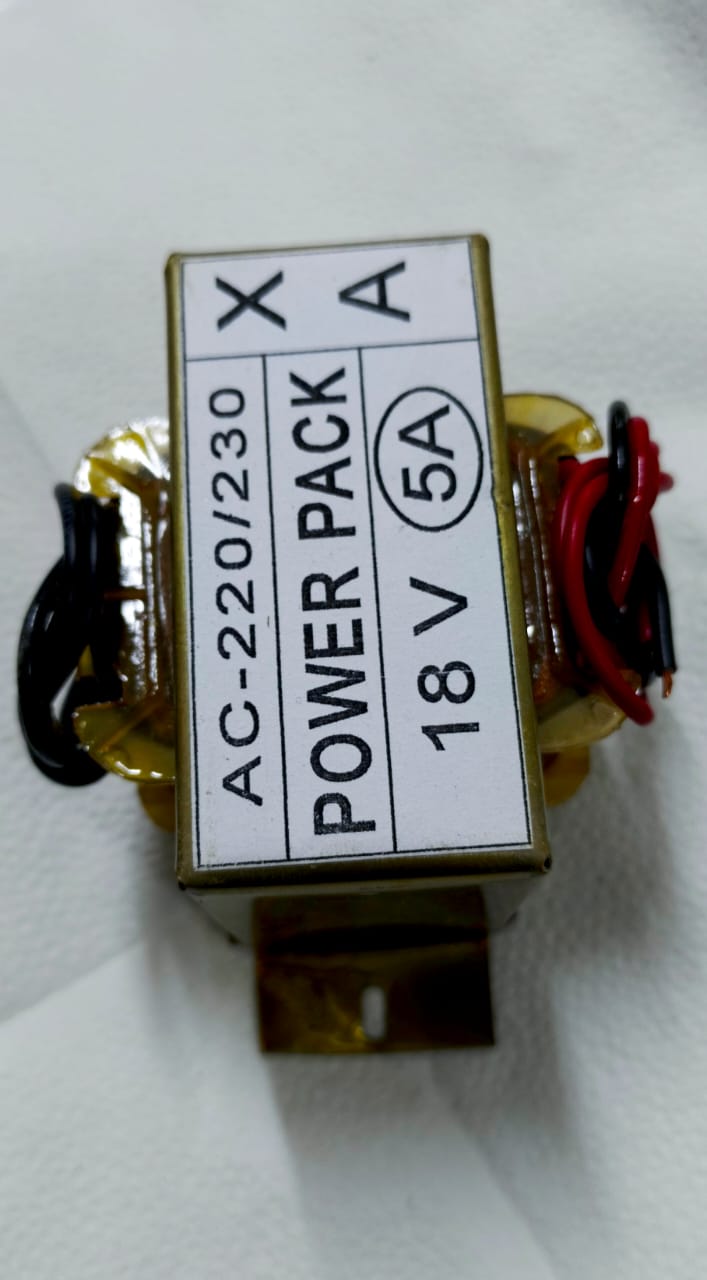 X A
AC-220/230
POWER PACK
18 V 5A